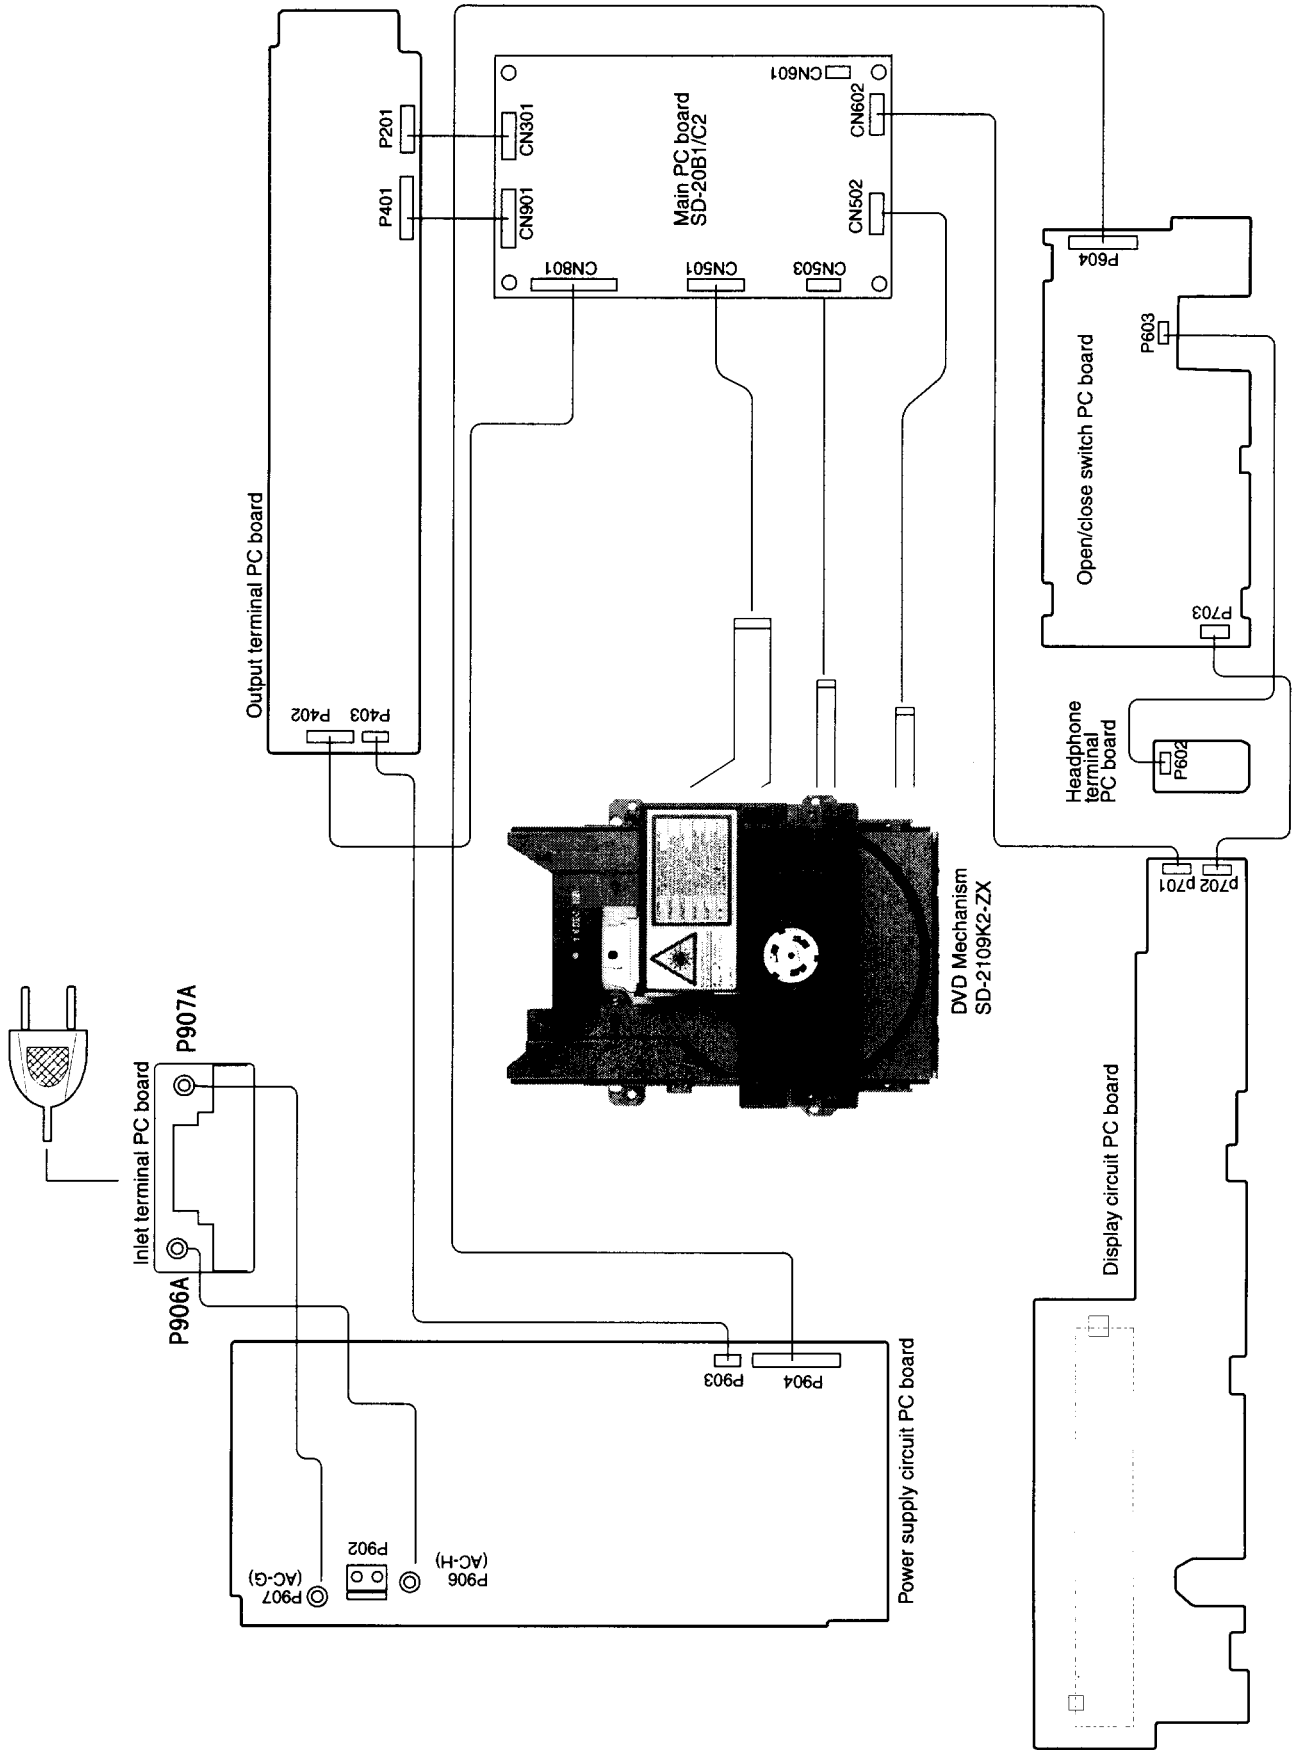 Output terminal PC board
P201
P401
P402
P403
CN301
CN901
CN801
CN501
CN503
CN601
CN602
CN502
Main PC board
SD-20B1/C2
P604
P603
P703
Open/close switch PC board
Headphone
terminal
PC board
P602
p701
p702
Display circuit PC board
DVD Mechanism
SD-2109K2-ZX
Inlet terminal PC board
P907A
P906A
P903
P904
Power supply circuit PC board
P907
(AC-G)
P902
P906
(AC-H)